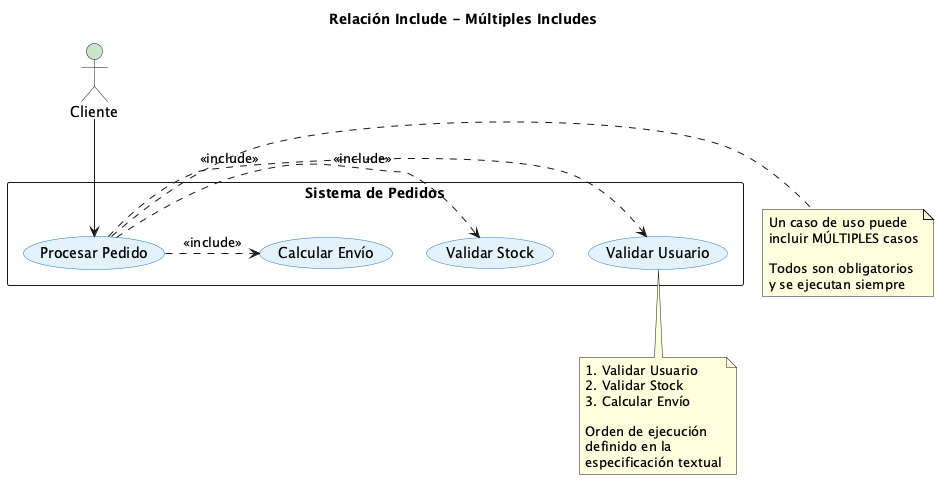 Relación Include - Múltiples Includes
Cliente
«include»
«include»
Sistema de Pedidos
«include»
Procesar Pedido
Calcular Envío
Validar Stock
Validar Usuario
Un caso de uso puede
incluir MÚLTIPLES casos
Todos son obligatorios
y se ejecutan siempre
1. Validar Usuario
2. Validar Stock
3. Calcular Envío
Orden de ejecución
definido en la
especificación textual